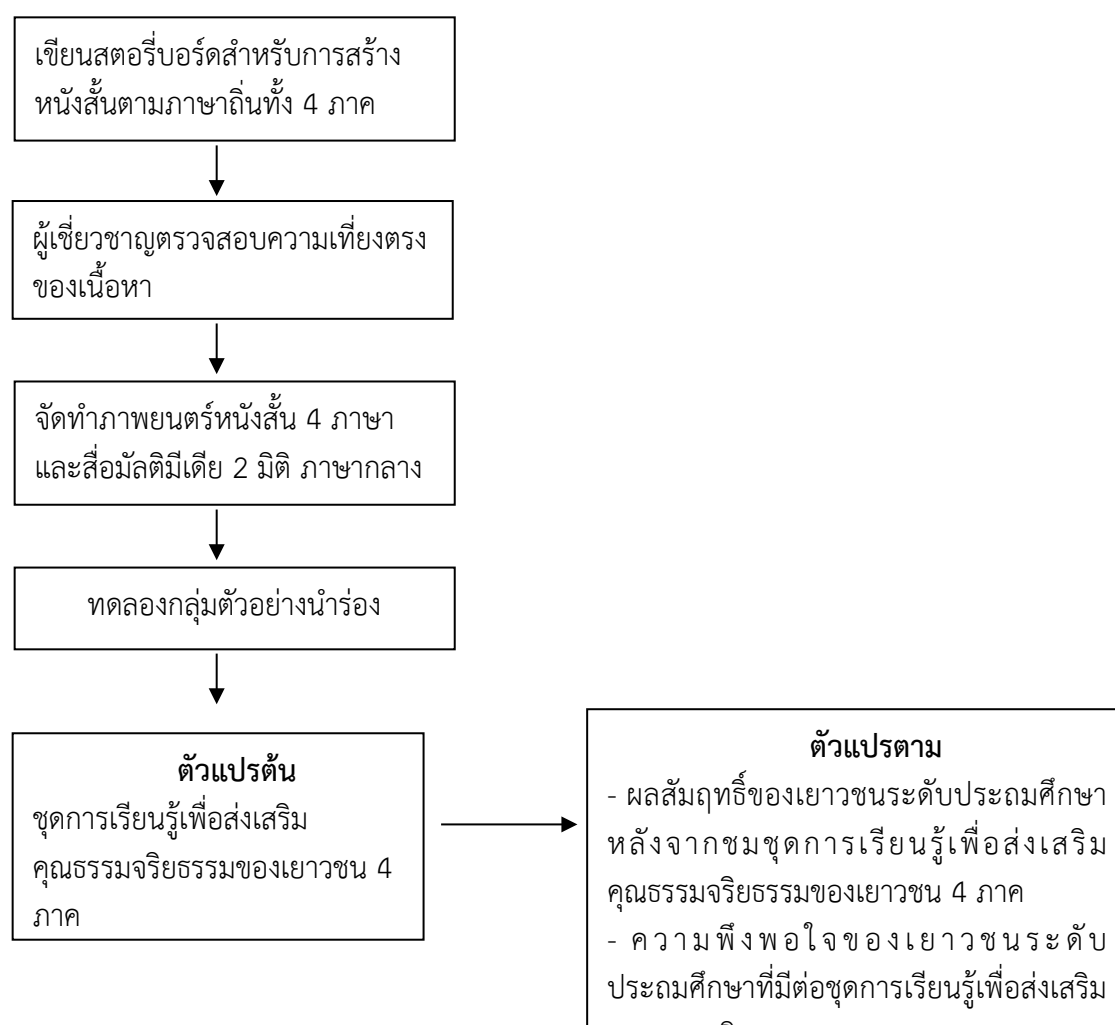 เขียนสตอรี่บอร์ดสำหรับการสร้าง
หนังสั้นตามภาษาถิ่นทั้ง 4 ภาค
ผู้เชี่ยวชาญตรวจสอบความเที่ยงตรง
ของเนื้อหา
จัดทำภาพยนตร์หนังสั้น 4 ภาษา
และสื่อมัลติมีเดีย 2 มิติ ภาษากลาง
ทดลองกลุ่มตัวอย่างนำร่อง
ตัวแปรต้น
ชุดการเรียนรู้เพื่อส่งเสริม
คุณธรรมจริยธรรมของเยาวชน 4
ภาค
ตัวแปรตาม
- ผลสัมฤทธิ์ของเยาวชนระดับประถมศึกษา
หลังจากชมชุดการเรียนรู้เพื่อส่งเสริม
คุณธรรมจริยธรรมของเยาวชน 4 ภาค
- ความพึงพอใจของเยาวชนระดับ
ประถมศึกษาที่มีต่อชุดการเรียนรู้เพื่อส่งเสริม